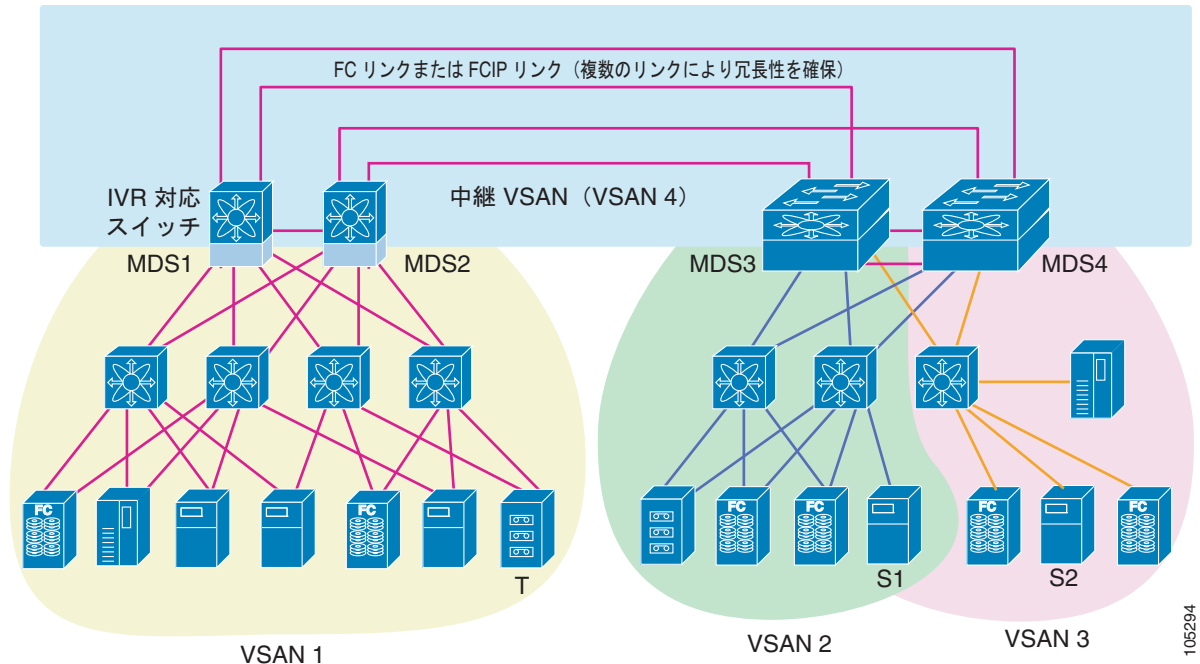 FC リンクまたは FCIP リンク（複数のリンクにより冗長性を確保）
IVR 対応
スイッチ
中継 VSAN（VSAN 4）
MDS1
MDS2
MDS3
MDS4
FC
FC
FC
FC
FC
FC
T
S1
S2
VSAN 1
VSAN 2
VSAN 3
105294